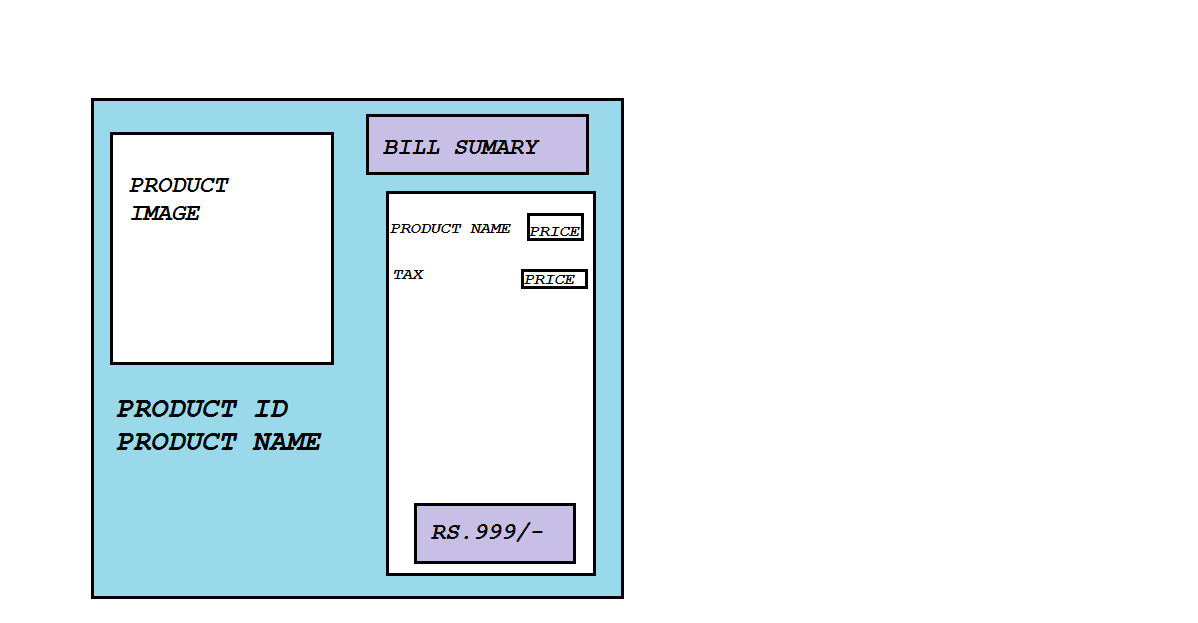 BILL SUMARY
PRODUCT
IMAGE
PRODUCT NAME PRICE
TAX PRICE
PRODUCT ID
PRODUCT NAME
RS.999/-